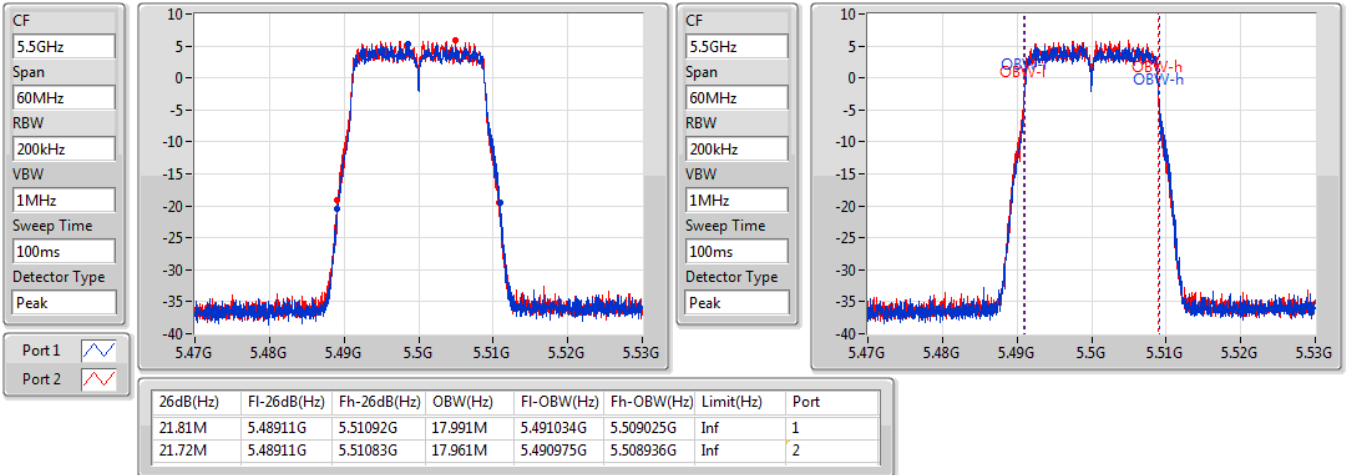 CF
5.5GHz
Span
60MHz
RBW
200kHz
VBW
1MHz
Sweep Time
100ms
Detector Type
Peak
Port 1
Port 2
10
5
0
-5
-10
-15
-20
-25
-30
-35
-40
5.47G 5.48G 5.49G 5.5G 5.51G 5.52G 5.53G
CF
5.5GHz
Span
60MHz
RBW
200kHz
VBW
1MHz
Sweep Time
100ms
Detector Type
Peak
10
5
0
-5
-10
-15
-20
-25
-30
-35
-40
OBW-l
OBW-l
OBW-h
OBW-h
5.47G 5.48G 5.49G 5.5G 5.51G 5.52G 5.53G
26dB(Hz) Fl-26dB(Hz) Fh-26dB(Hz) OBW(Hz) Fl-OBW(Hz) Fh-OBW(Hz) Limit(Hz) Port
21.81M 5.48911G 5.51092G 17.991M 5.491034G 5.509025G Inf 1
21.72M 5.48911G 5.51083G 17.961M 5.490975G 5.508936G Inf 2